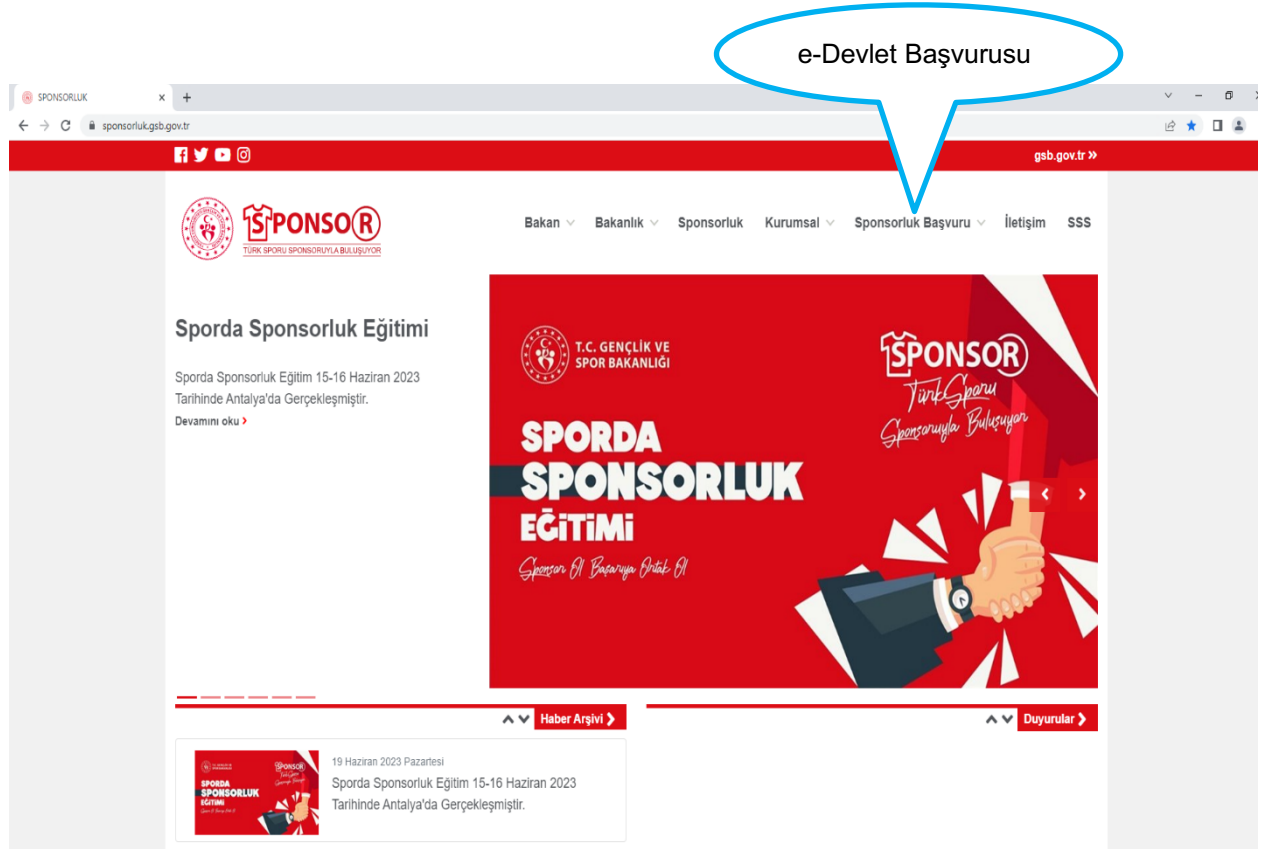 e-Devlet Başvurusu
SPONSORLUK
sponsorluk.gsb.gov.tr
gsb.gov.tr »
SPONSOR
TÜRK SPORU SPONSORUYLA BULUŞUYOR
Bakan Bakanlık Sponsorluk Kurumsal Sponsorluk Başvuru İletişim SSS
Sporda Sponsorluk Eğitimi
Sporda Sponsorluk Eğitim 15-16 Haziran 2023
Tarihinde Antalya'da Gerçekleşmiştir.
Devamını oku >
T.C. GENÇLİK VE
SPOR BAKANLIĞI
SPONSOR
Türk Sporu
Sponsoruyla Buluşuyor
SPORDA
SPONSORLUK
EĞİTİMİ
Sponsor Ol Başarıya Ortak Ol
Haber Arşivi
Duyurular
SPONSOR
SPORDA
SPONSORLUK
EĞİTİMİ
19 Haziran 2023 Pazartesi
Sporda Sponsorluk Eğitim 15-16 Haziran 2023
Tarihinde Antalya'da Gerçekleşmiştir.